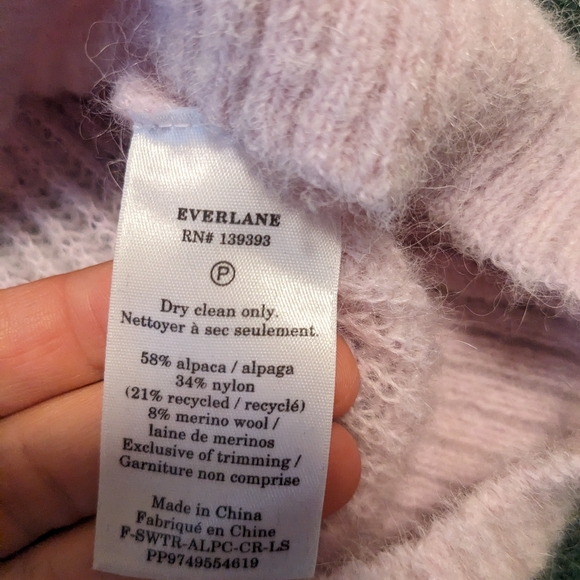 EVERLANE
RN# 139393
P
Dry clean only.
Nettoyer à sec seulement.
58% alpaca / alpaga
34% nylon
(21% recycled / recyclé)
8% merino wool /
laine de merinos
Exclusive of trimming /
Garniture non comprise
Made in China
Fabriqué en Chine
F-SWTR-ALPC-CR-LS
PP9749554619